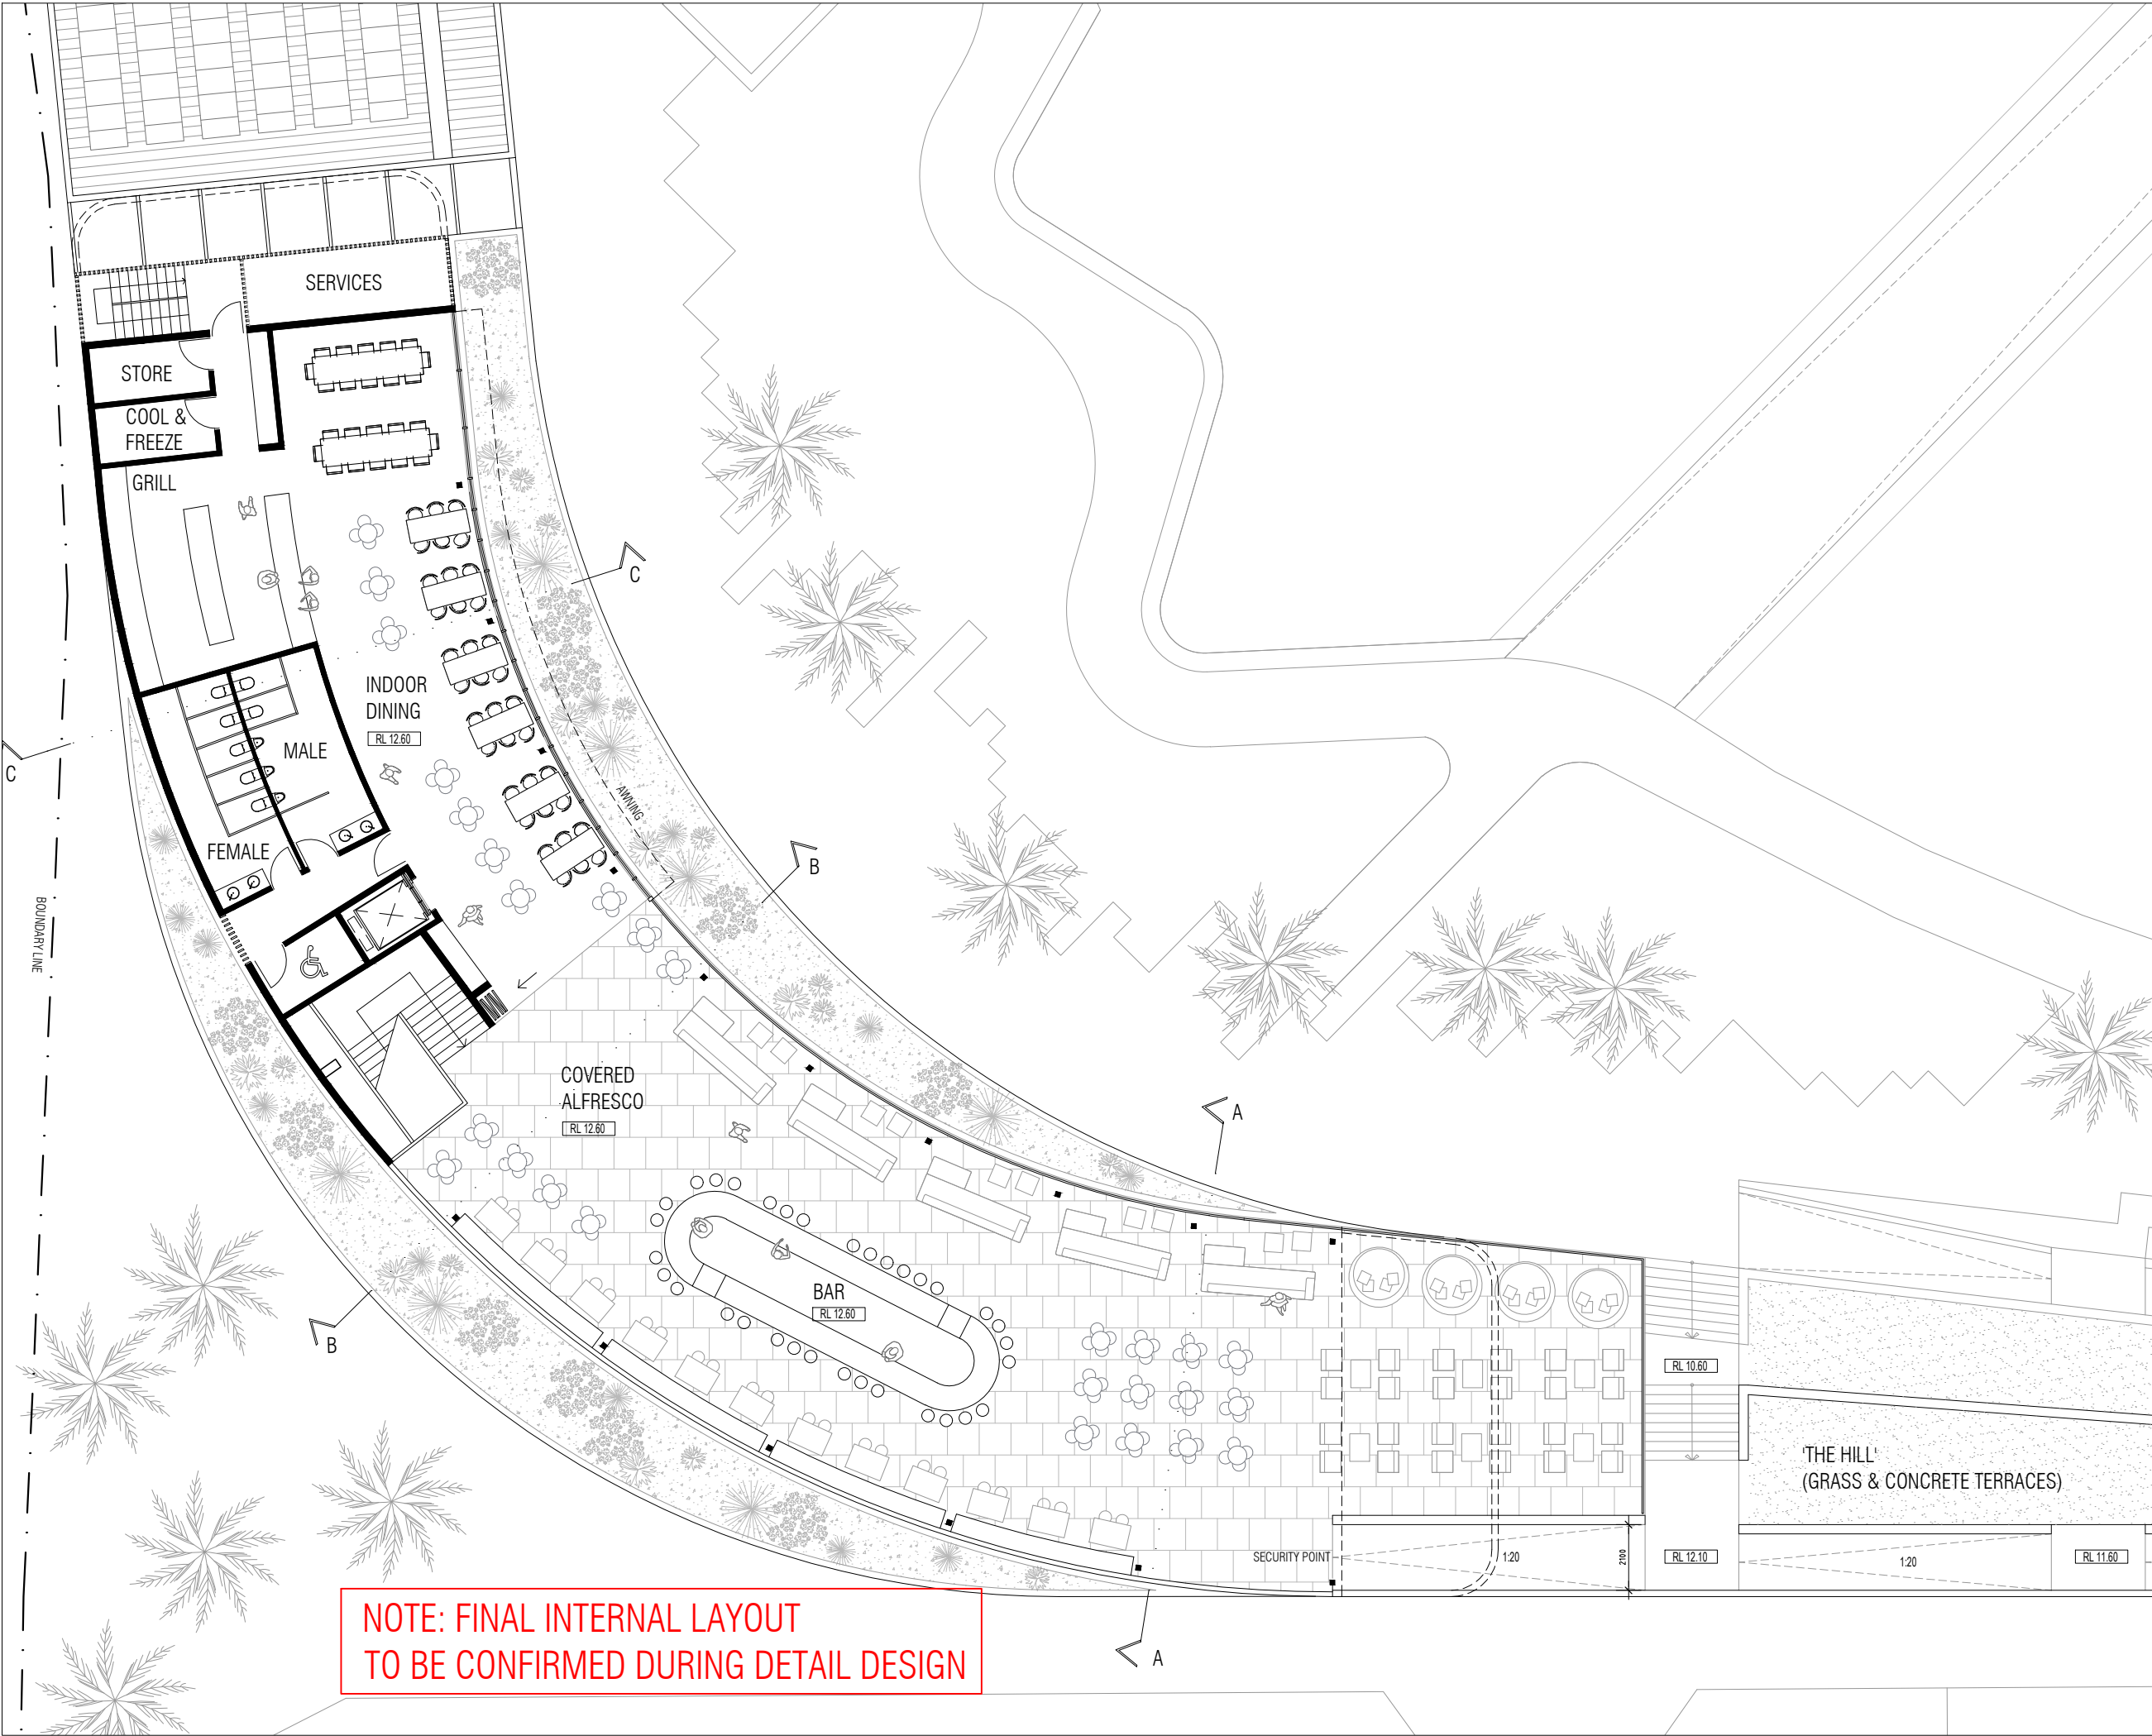 SERVICES
STORE
COOL &
FREEZE
GRILL
C
INDOOR
DINING
RL 12.60
MALE
C
AWNING
FEMALE
B
BOUNDARY LINE
COVERED
ALFRESCO
RL 12.60
A
BAR
RL 12.60
B
RL 10.60
'THE HILL'
(GRASS & CONCRETE TERRACES)
SECURITY POINT
1:20
2100
RL 12.10
1:20
RL 11.60
NOTE: FINAL INTERNAL LAYOUT
TO BE CONFIRMED DURING DETAIL DESIGN
A